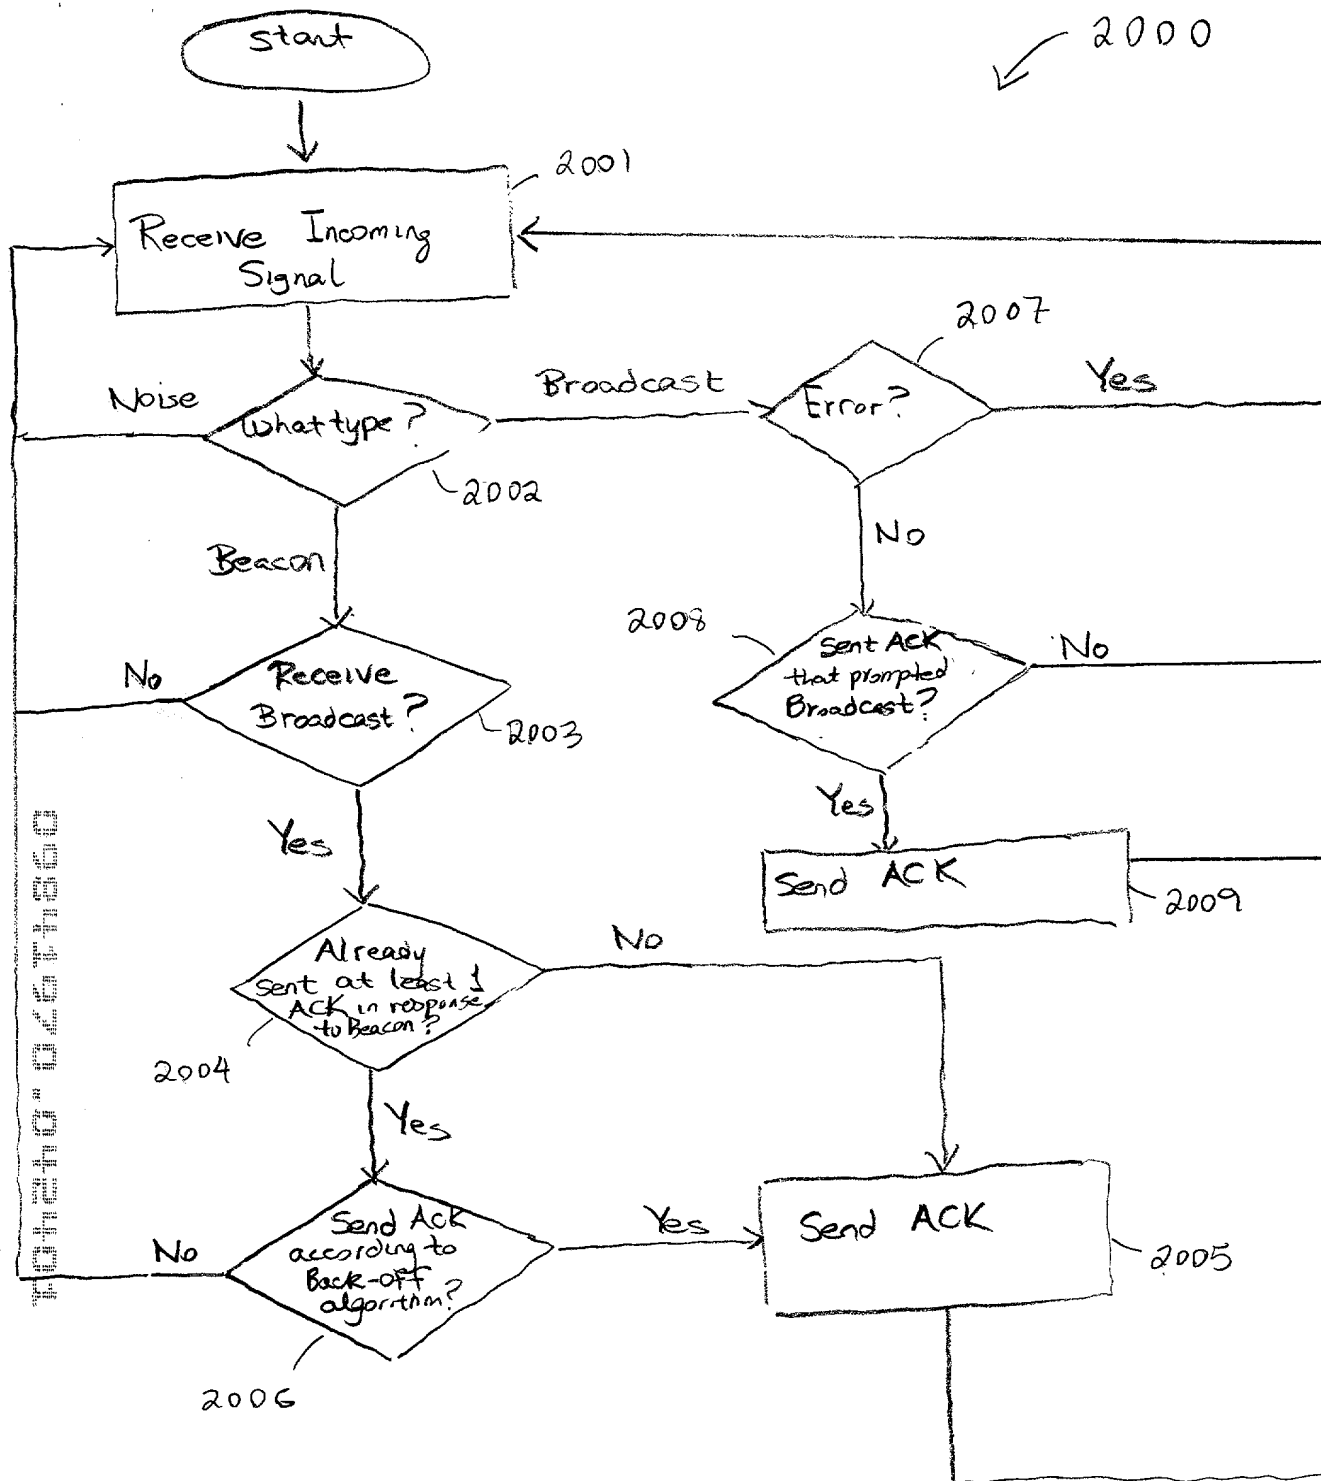 Start
2000
2001
Receive Incoming
Signal
2007
Noise
What type?
Broadcast
Error?
Yes
2002
No
Beacon
2008
Sent ACK
that prompted
Broadcast?
No
No
Receive
Broadcast?
2003
Yes
Send ACK
2009
Yes
No
Already
sent at least 1
ACK in response
to Beacon?
2004
Yes
Send ACK
according to
Back-off
algorithm?
No
Yes
Send ACK
2005
2006
09841970.042401